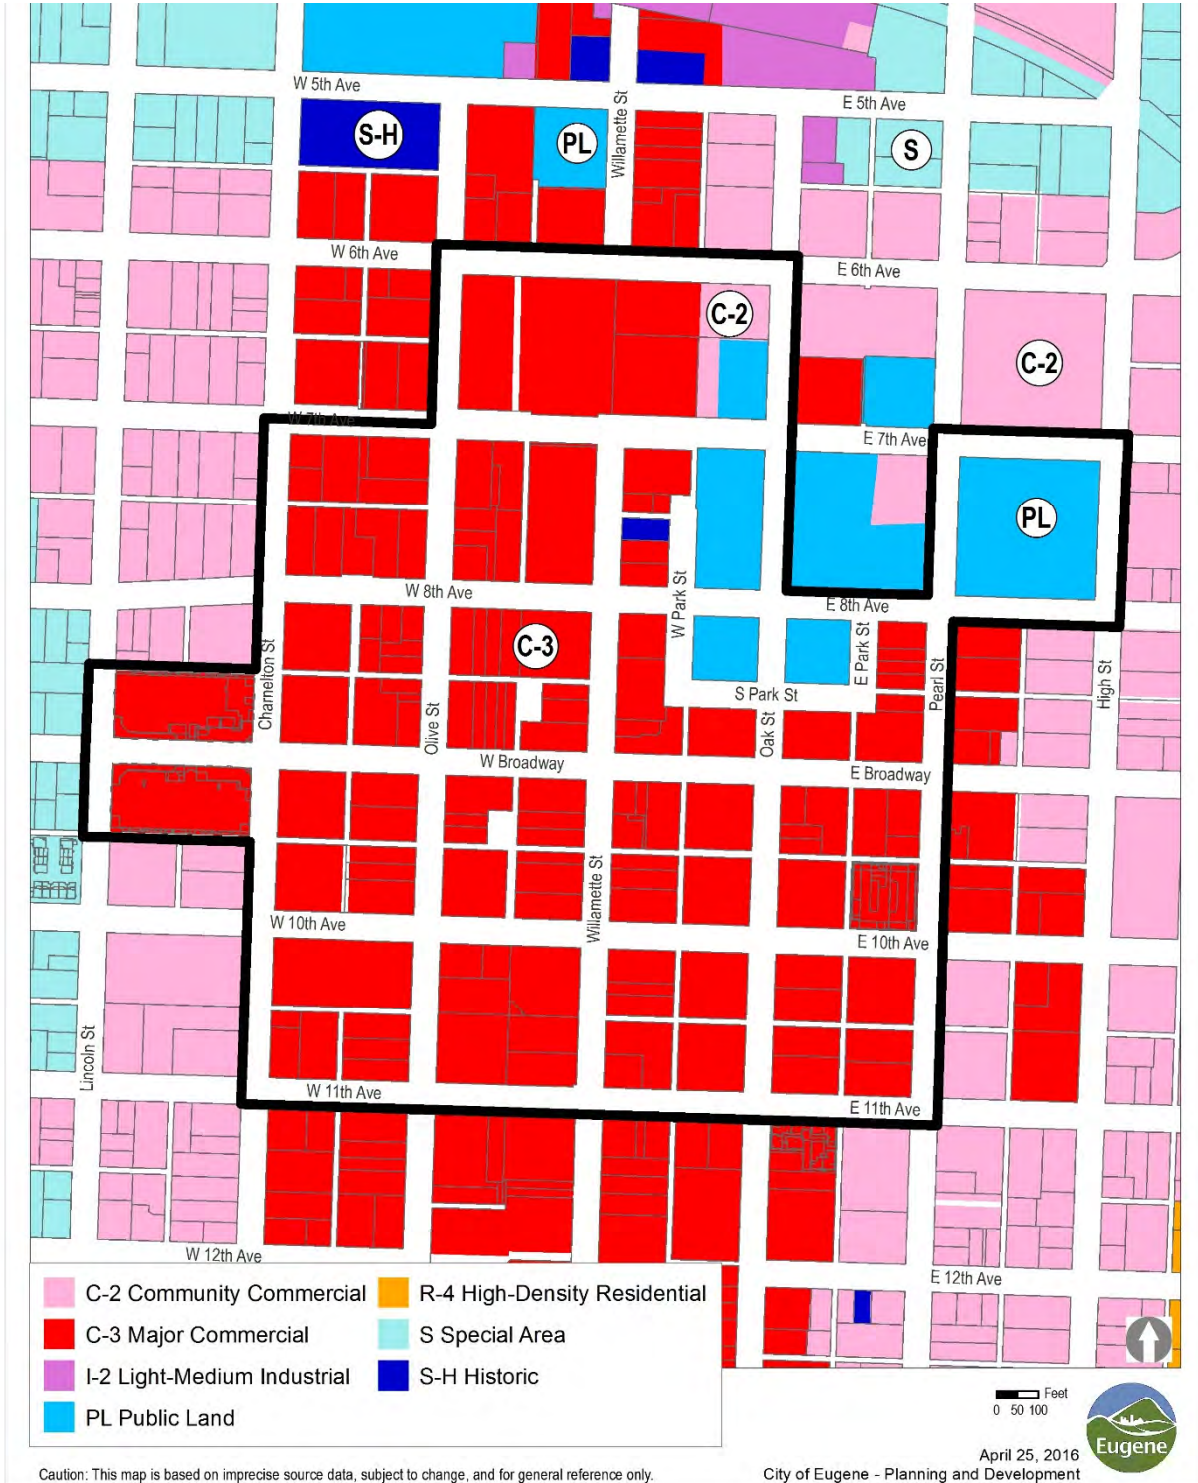 W 5th Ave
E 5th Ave
Willamette St
S-H
PL
S
W 6th Ave
E 6th Ave
C-2
C-2
W 7th Ave
E 7th Ave
PL
W 8th Ave
E 8th Ave
W Park St
E Park St
C-3
Charnelton St
Olive St
S Park St
Oak St
Pearl St
High St
W Broadway
E Broadway
Willamette St
W 10th Ave
E 10th Ave
Lincoln St
W 11th Ave
E 11th Ave
W 12th Ave
E 12th Ave
C-2 Community Commercial
C-3 Major Commercial
I-2 Light-Medium Industrial
PL Public Land
R-4 High-Density Residential
S Special Area
S-H Historic
Feet
0 50 100
Eugene
April 25, 2016
City of Eugene - Planning and Development
Caution: This map is based on imprecise source data, subject to change, and for general reference only.